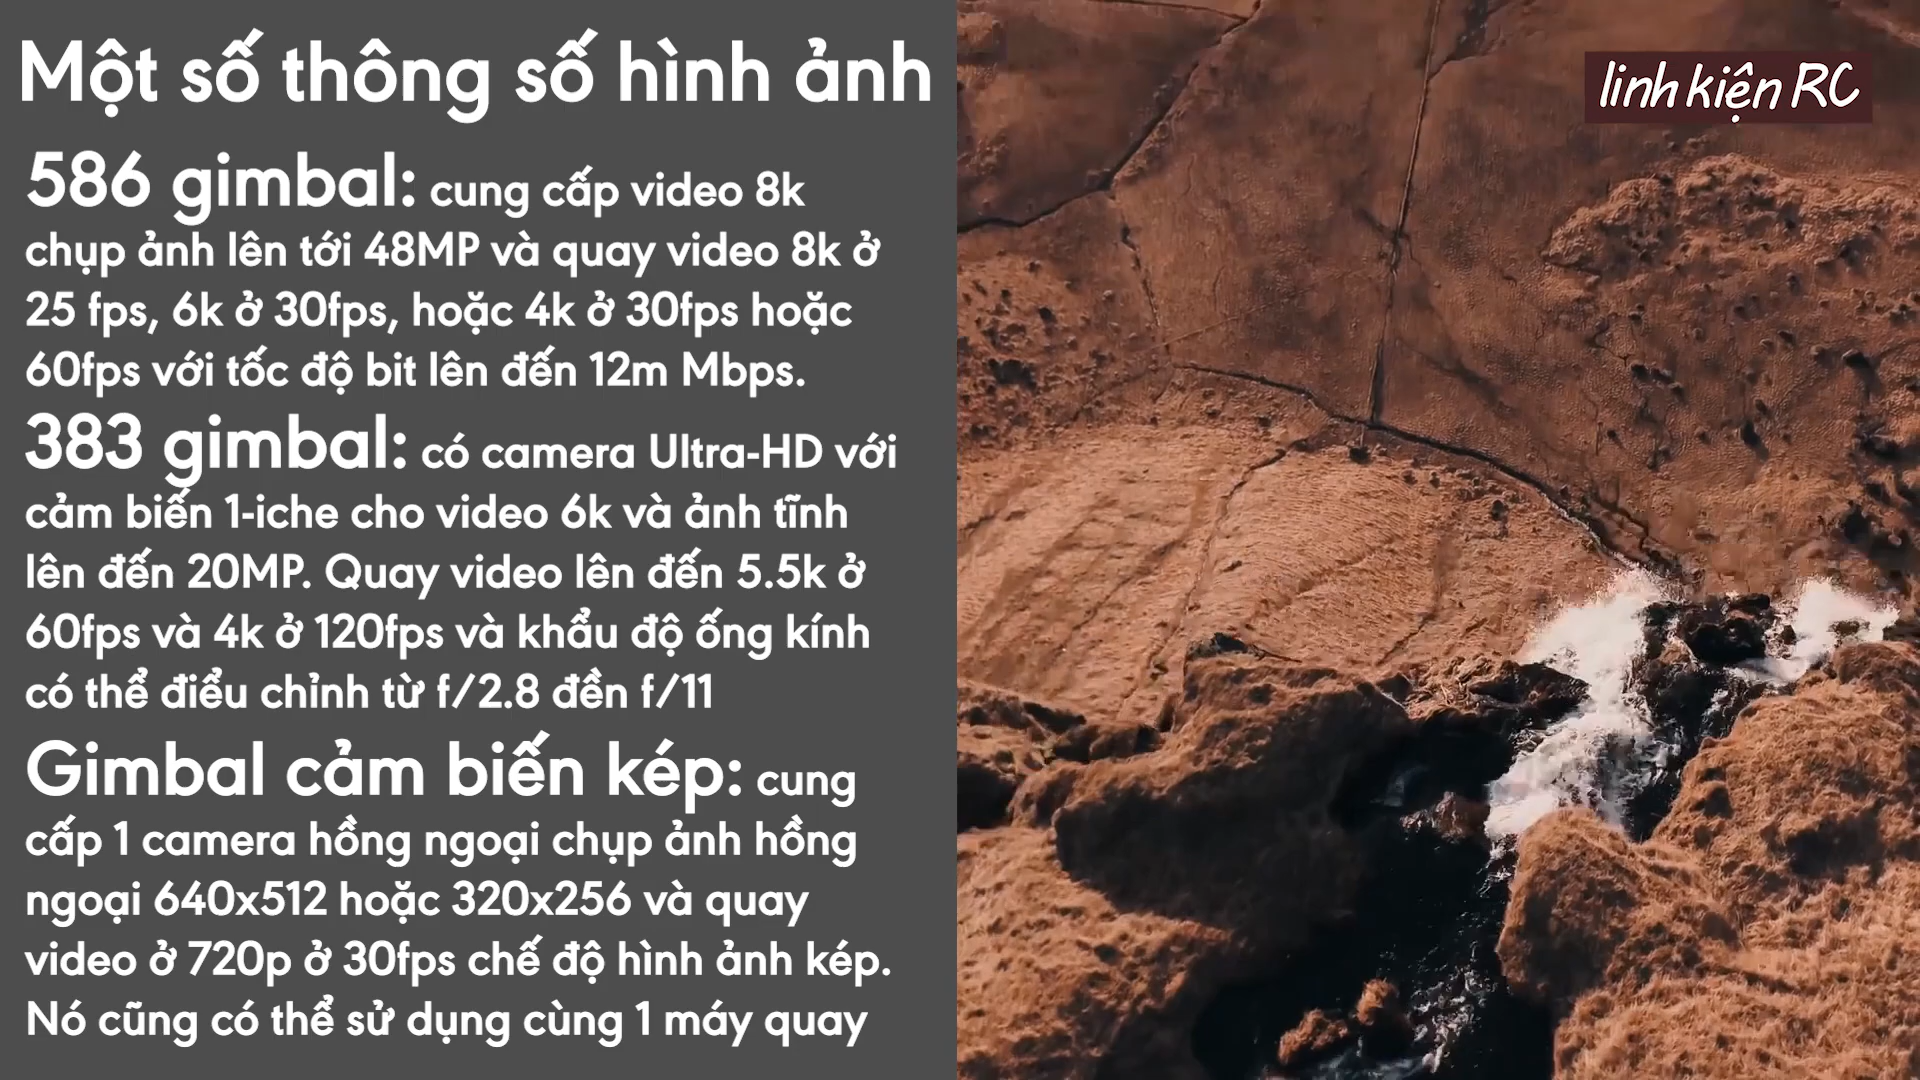 Một số thông số hình ảnh
586 gimbal: cung cấp video 8k
chụp ảnh lên tới 48MP và quay video 8k ở
25 fps, 6k ở 30fps, hoặc 4k ở 30fps hoặc
60fps với tốc độ bit lên đến 12m Mbps.
383 gimbal: có camera Ultra-HD với
cảm biến 1-iche cho video 6k và ảnh tĩnh
lên đến 20MP. Quay video lên đến 5.5k ở
60fps và 4k ở 120fps và khẩu độ ống kính
có thể điểu chỉnh từ f/2.8 đền f/11
Gimbal cảm biến kép: cung
cấp 1 camera hồng ngoại chụp ảnh hồng
ngoại 640x512 hoặc 320x256 và quay
video ở 720p ở 30fps chế độ hình ảnh kép.
Nó cũng có thể sử dụng cùng 1 máy quay
linh kiện RC